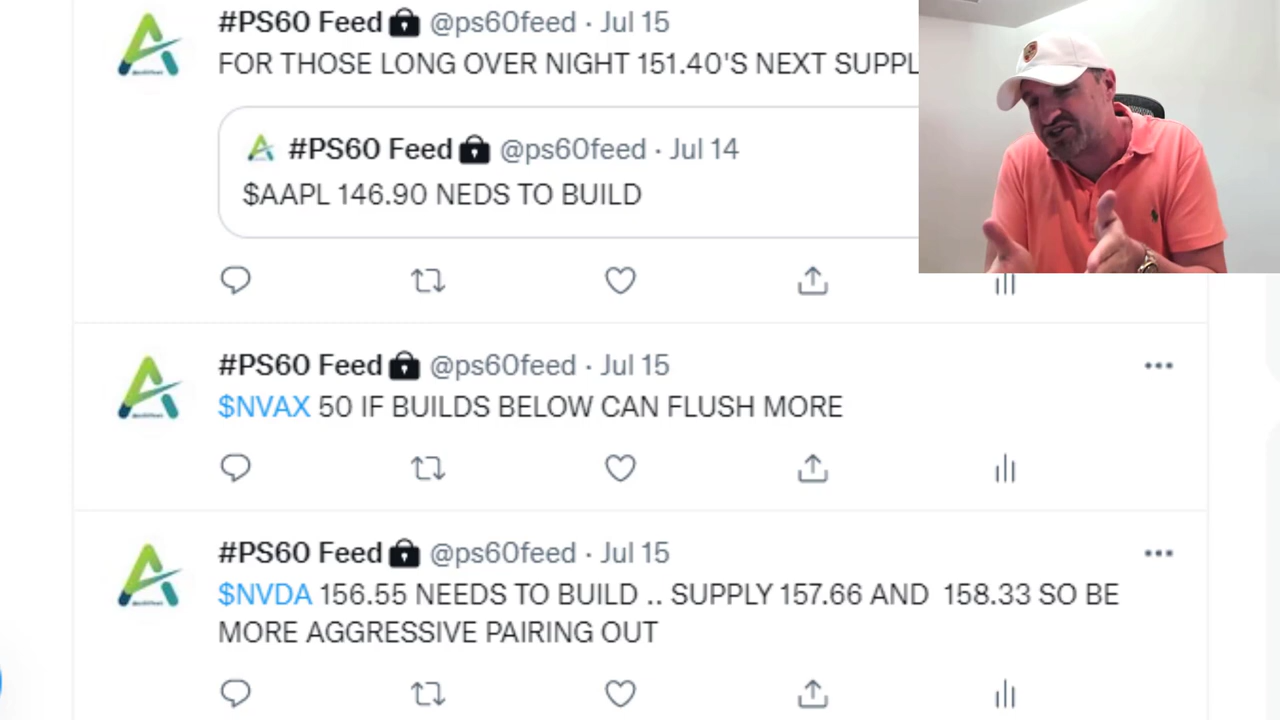 #PS60 Feed @ps60feed · Jul 15
FOR THOSE LONG OVER NIGHT 151.40'S NEXT
#PS60 Feed @ps60feed · Jul 14
$AAPL 146.90 NEDS TO BUILD
#PS60 Feed @ps60feed · Jul 15
$NVAX 50 IF BUILDS BELOW CAN FLUSH MORE
#PS60 Feed @ps60feed · Jul 15
$NVDA 156.55 NEEDS TO BUILD .. SUPPLY 157.66 AND 158.33 SO BE
MORE AGGRESSIVE PAIRING OUT